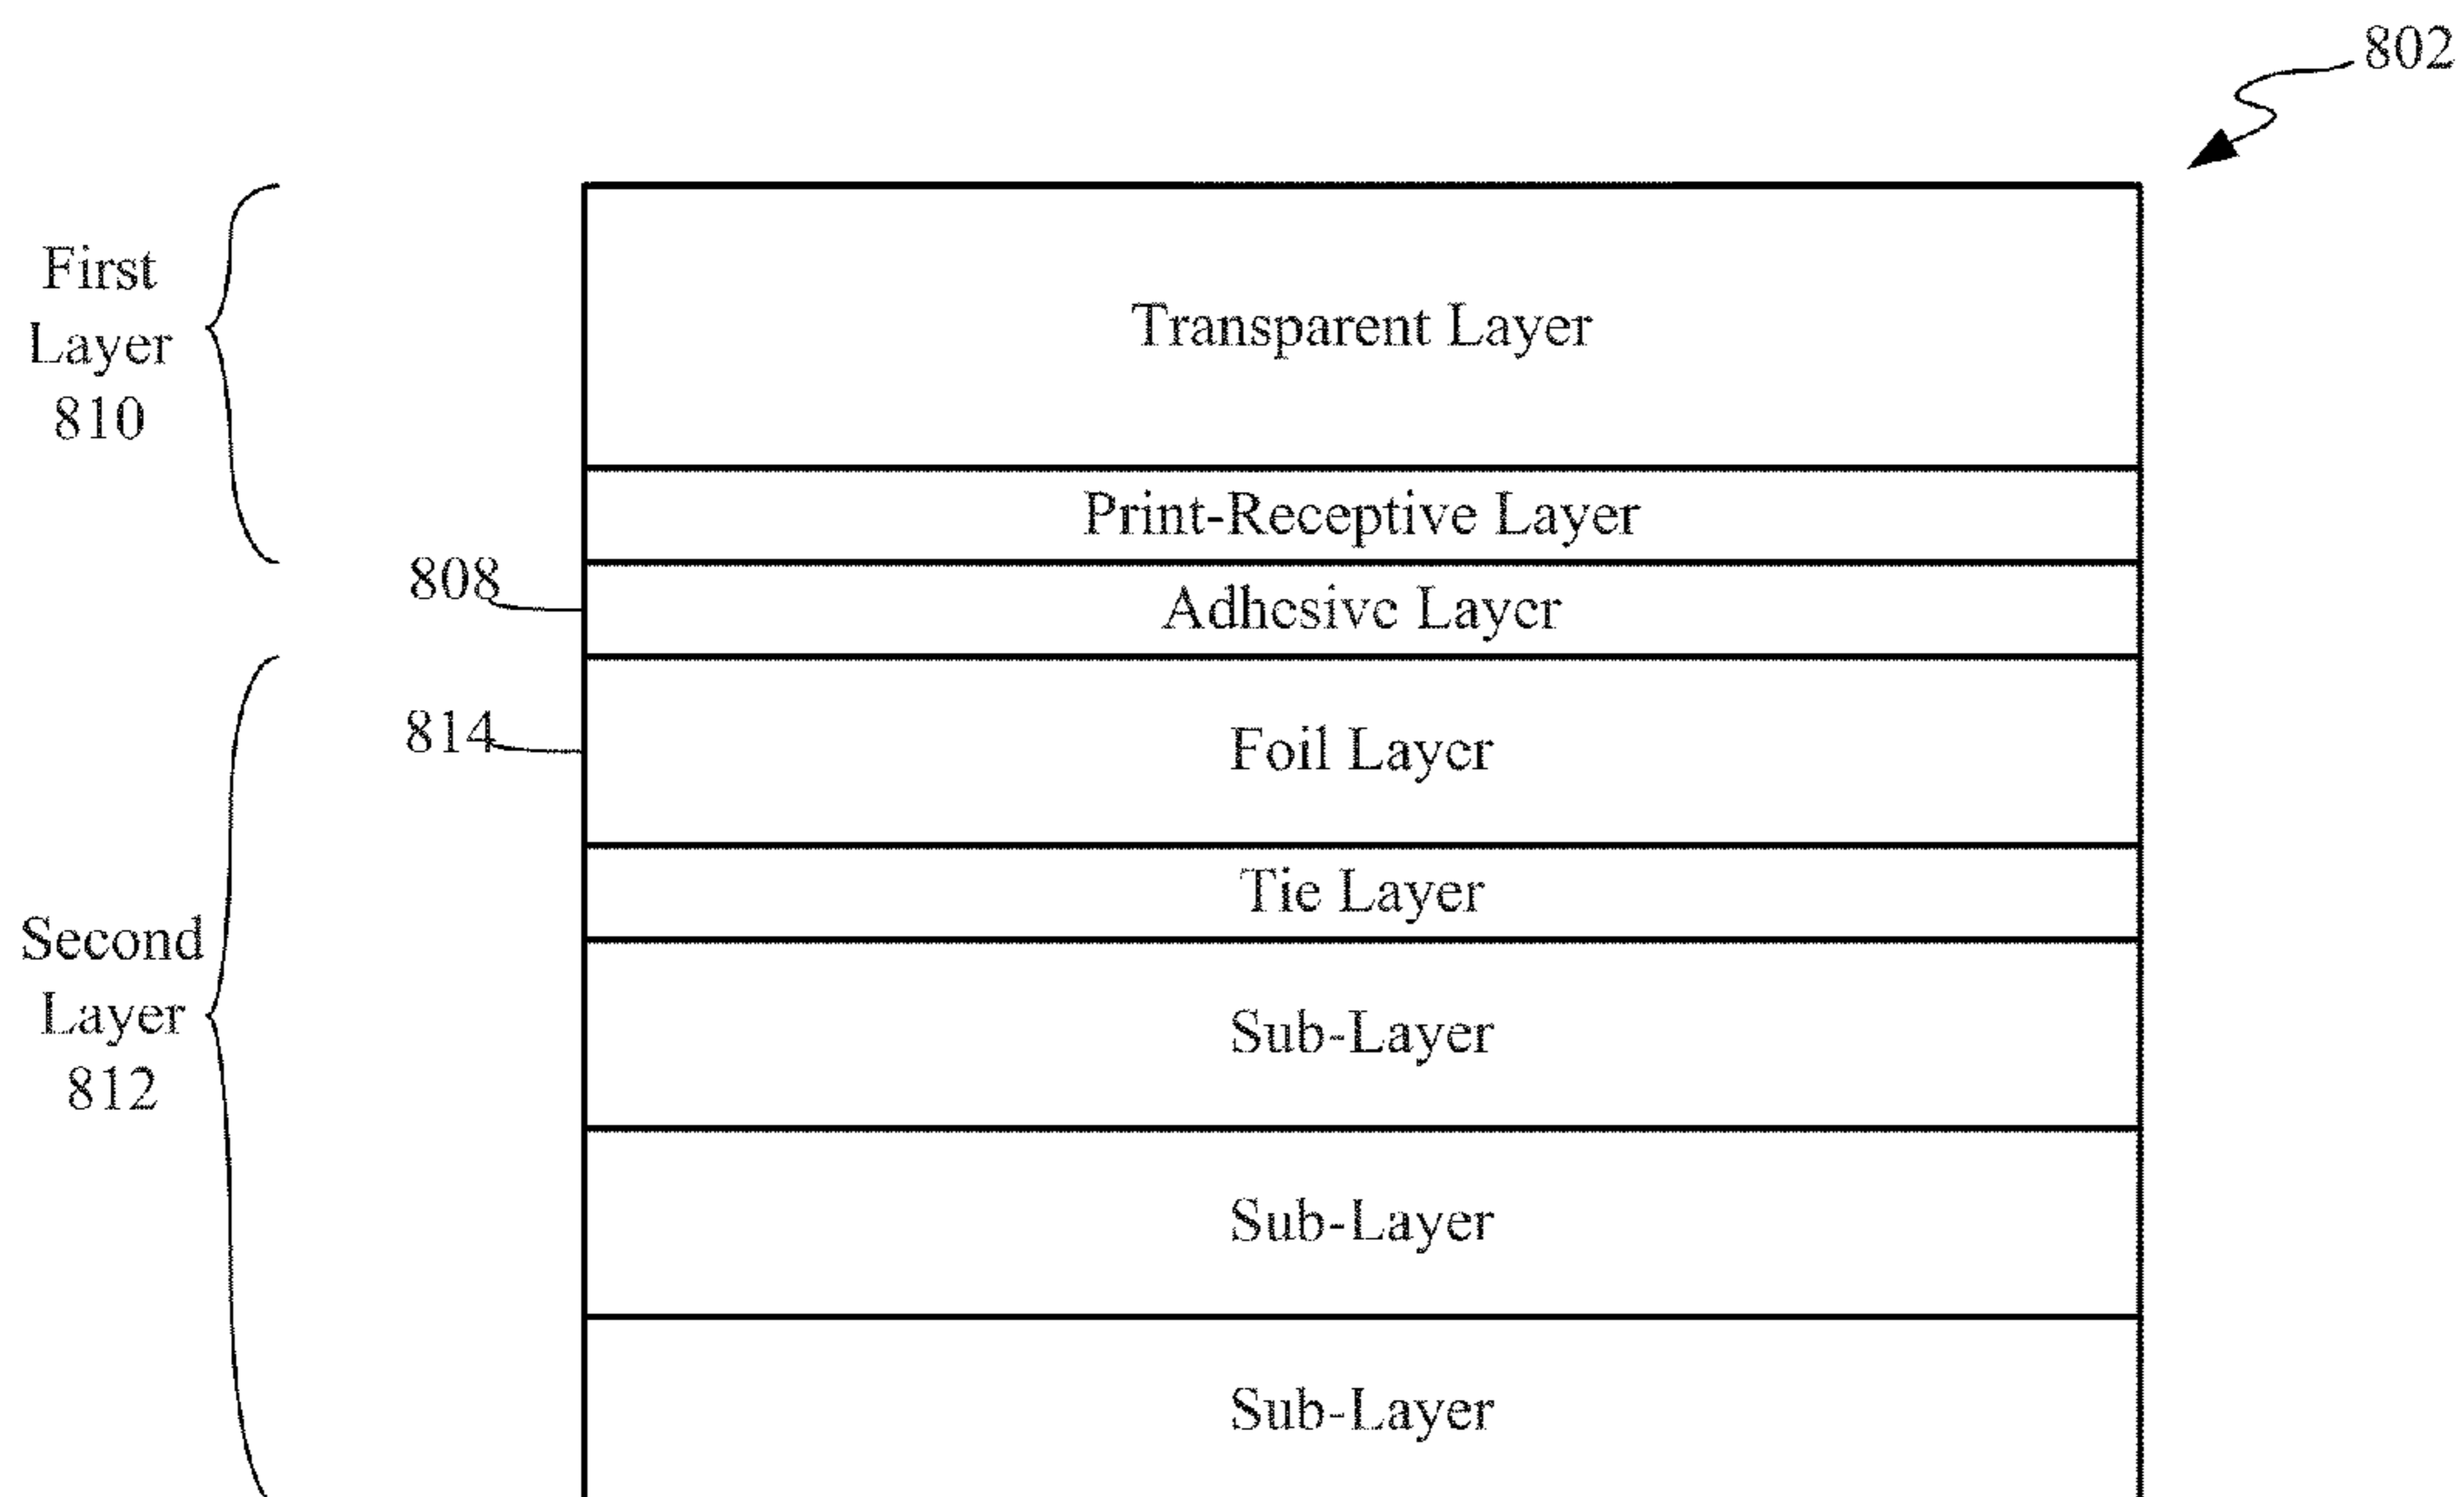 802
First
Layer
810
Transparent Layer
Print-Receptive Layer
808
Adhesive Layer
814
Foil Layer
Tie Layer
Second
Layer
812
Sub-Layer
Sub-Layer
Sub-Layer